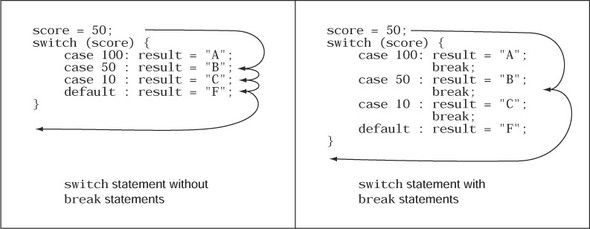 score = 50;
switch (score) {
    case 100: result = "A";
    case 50 : result = "B";
    case 10 : result = "C";
    default : result = "F";
}
switch statement without
break statements
score = 50;
switch (score) {
    case 100: result = "A";
              break;
    case 50 : result = "B";
              break;
    case 10 : result = "C";
              break;
    default : result = "F";
}
switch statement with
break statements